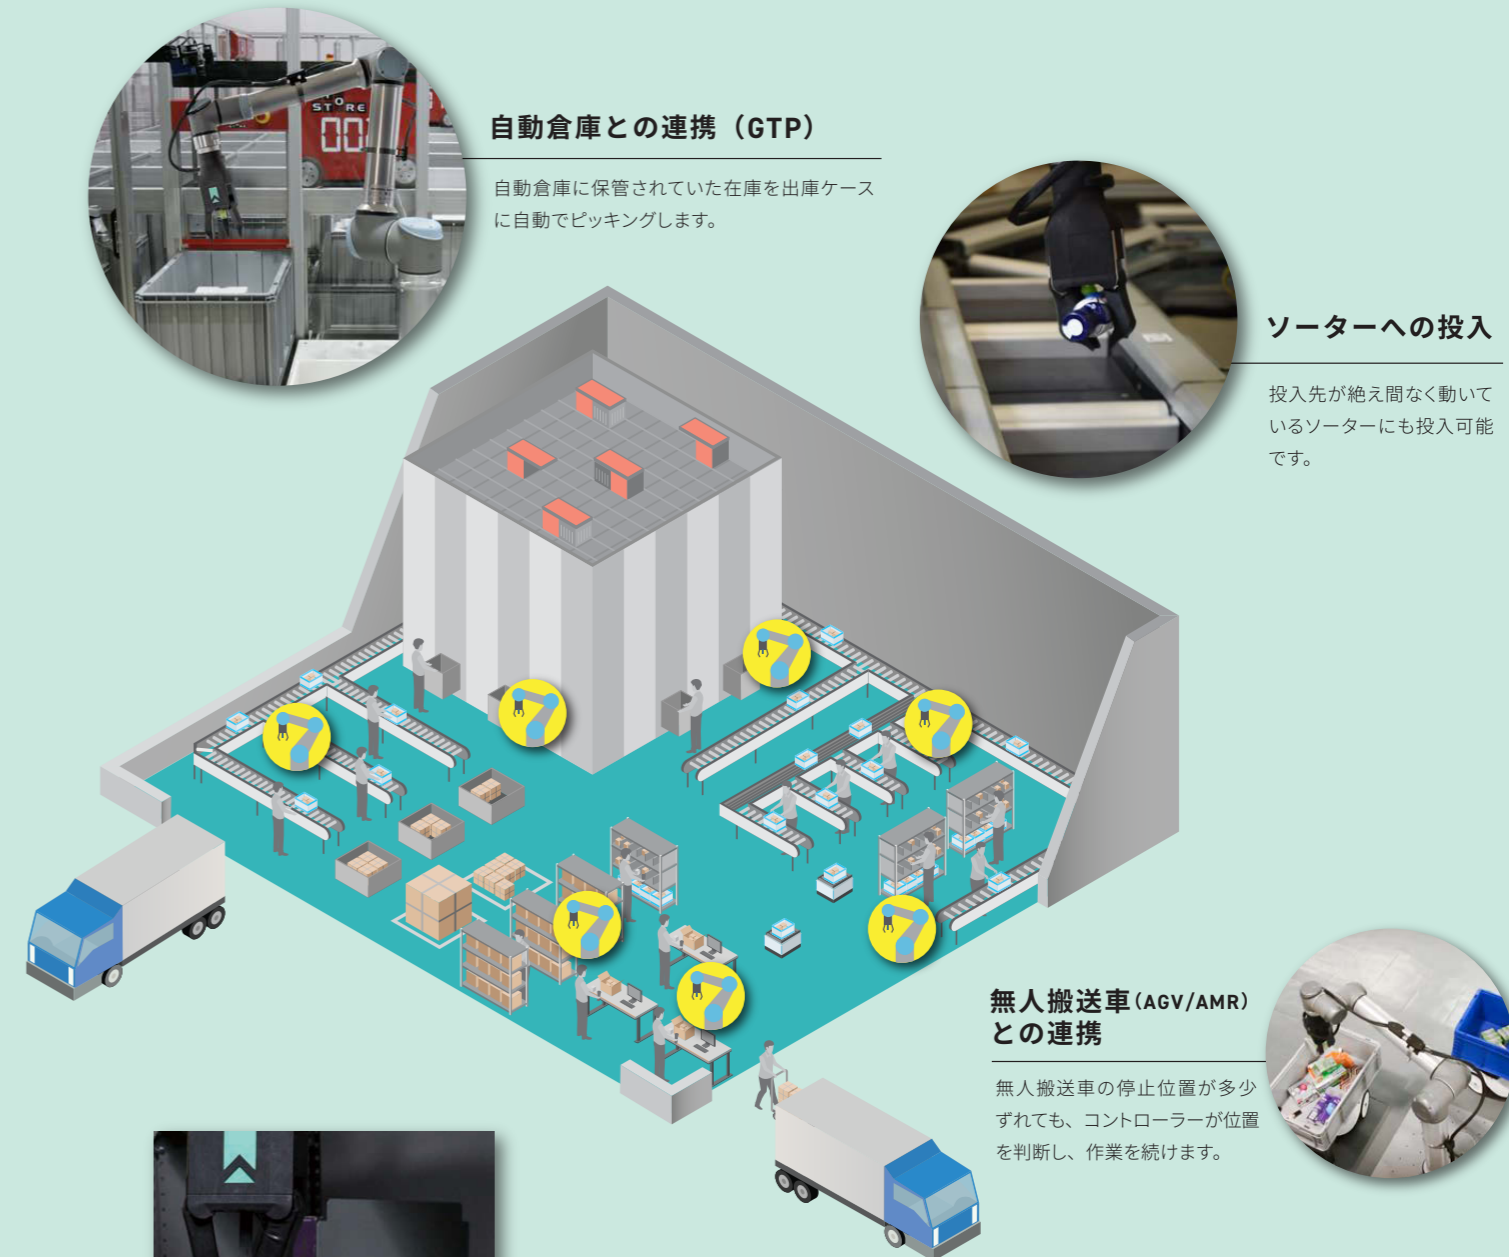 STORE
自動倉庫との連携（GTP）
自動倉庫に保管されていた在庫を出庫ケース
に自動でピッキングします。
ソーターへの投入
投入先が絶え間なく動いて
いるソーターにも投入可能
です。
無人搬送車（AGV/AMR）
との連携
無人搬送車の停止位置が多少
ずれても、コントローラーが位置
を判断し、作業を続けます。